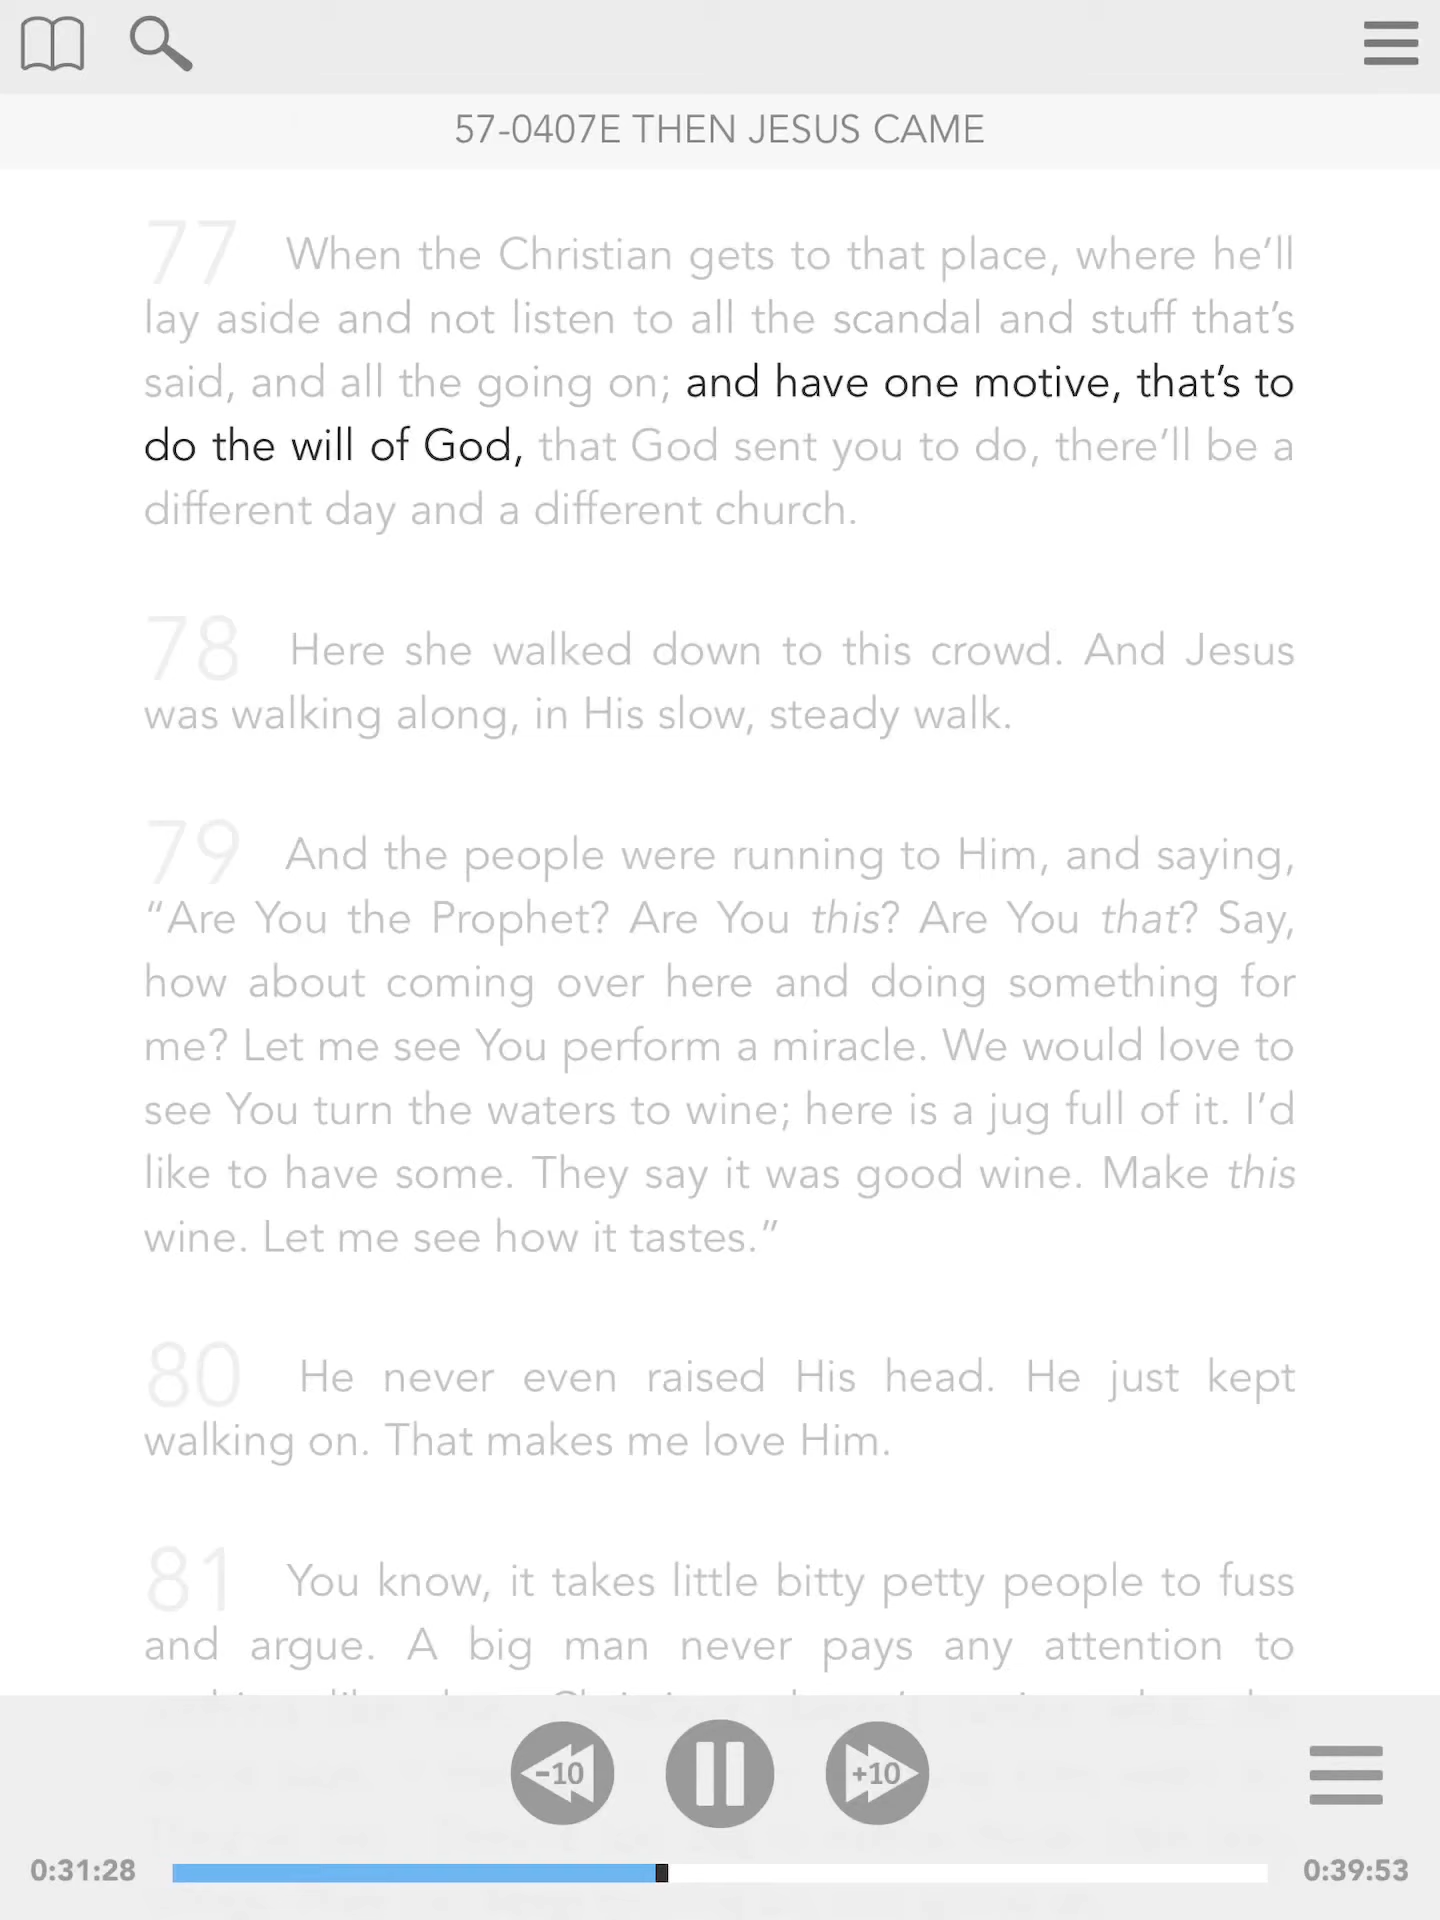 57-0407E THEN JESUS CAME
77 When the Christian gets to that place, where he’ll
lay aside and not listen to all the scandal and stuff that’s
said, and all the going on; and have one motive, that’s to
do the will of God, that God sent you to do, there’ll be a
different day and a different church.
78 Here she walked down to this crowd. And Jesus
was walking along, in His slow, steady walk.
79 And the people were running to Him, and saying,
“Are You the Prophet? Are You this? Are You that? Say,
how about coming over here and doing something for
me? Let me see You perform a miracle. We would love to
see You turn the waters to wine; here is a jug full of it. I’d
like to have some. They say it was good wine. Make this
wine. Let me see how it tastes.”
80 He never even raised His head. He just kept
walking on. That makes me love Him.
81 You know, it takes little bitty petty people to fuss
and argue. A big man never pays any attention to
-10 +10
0:31:28 0:39:53